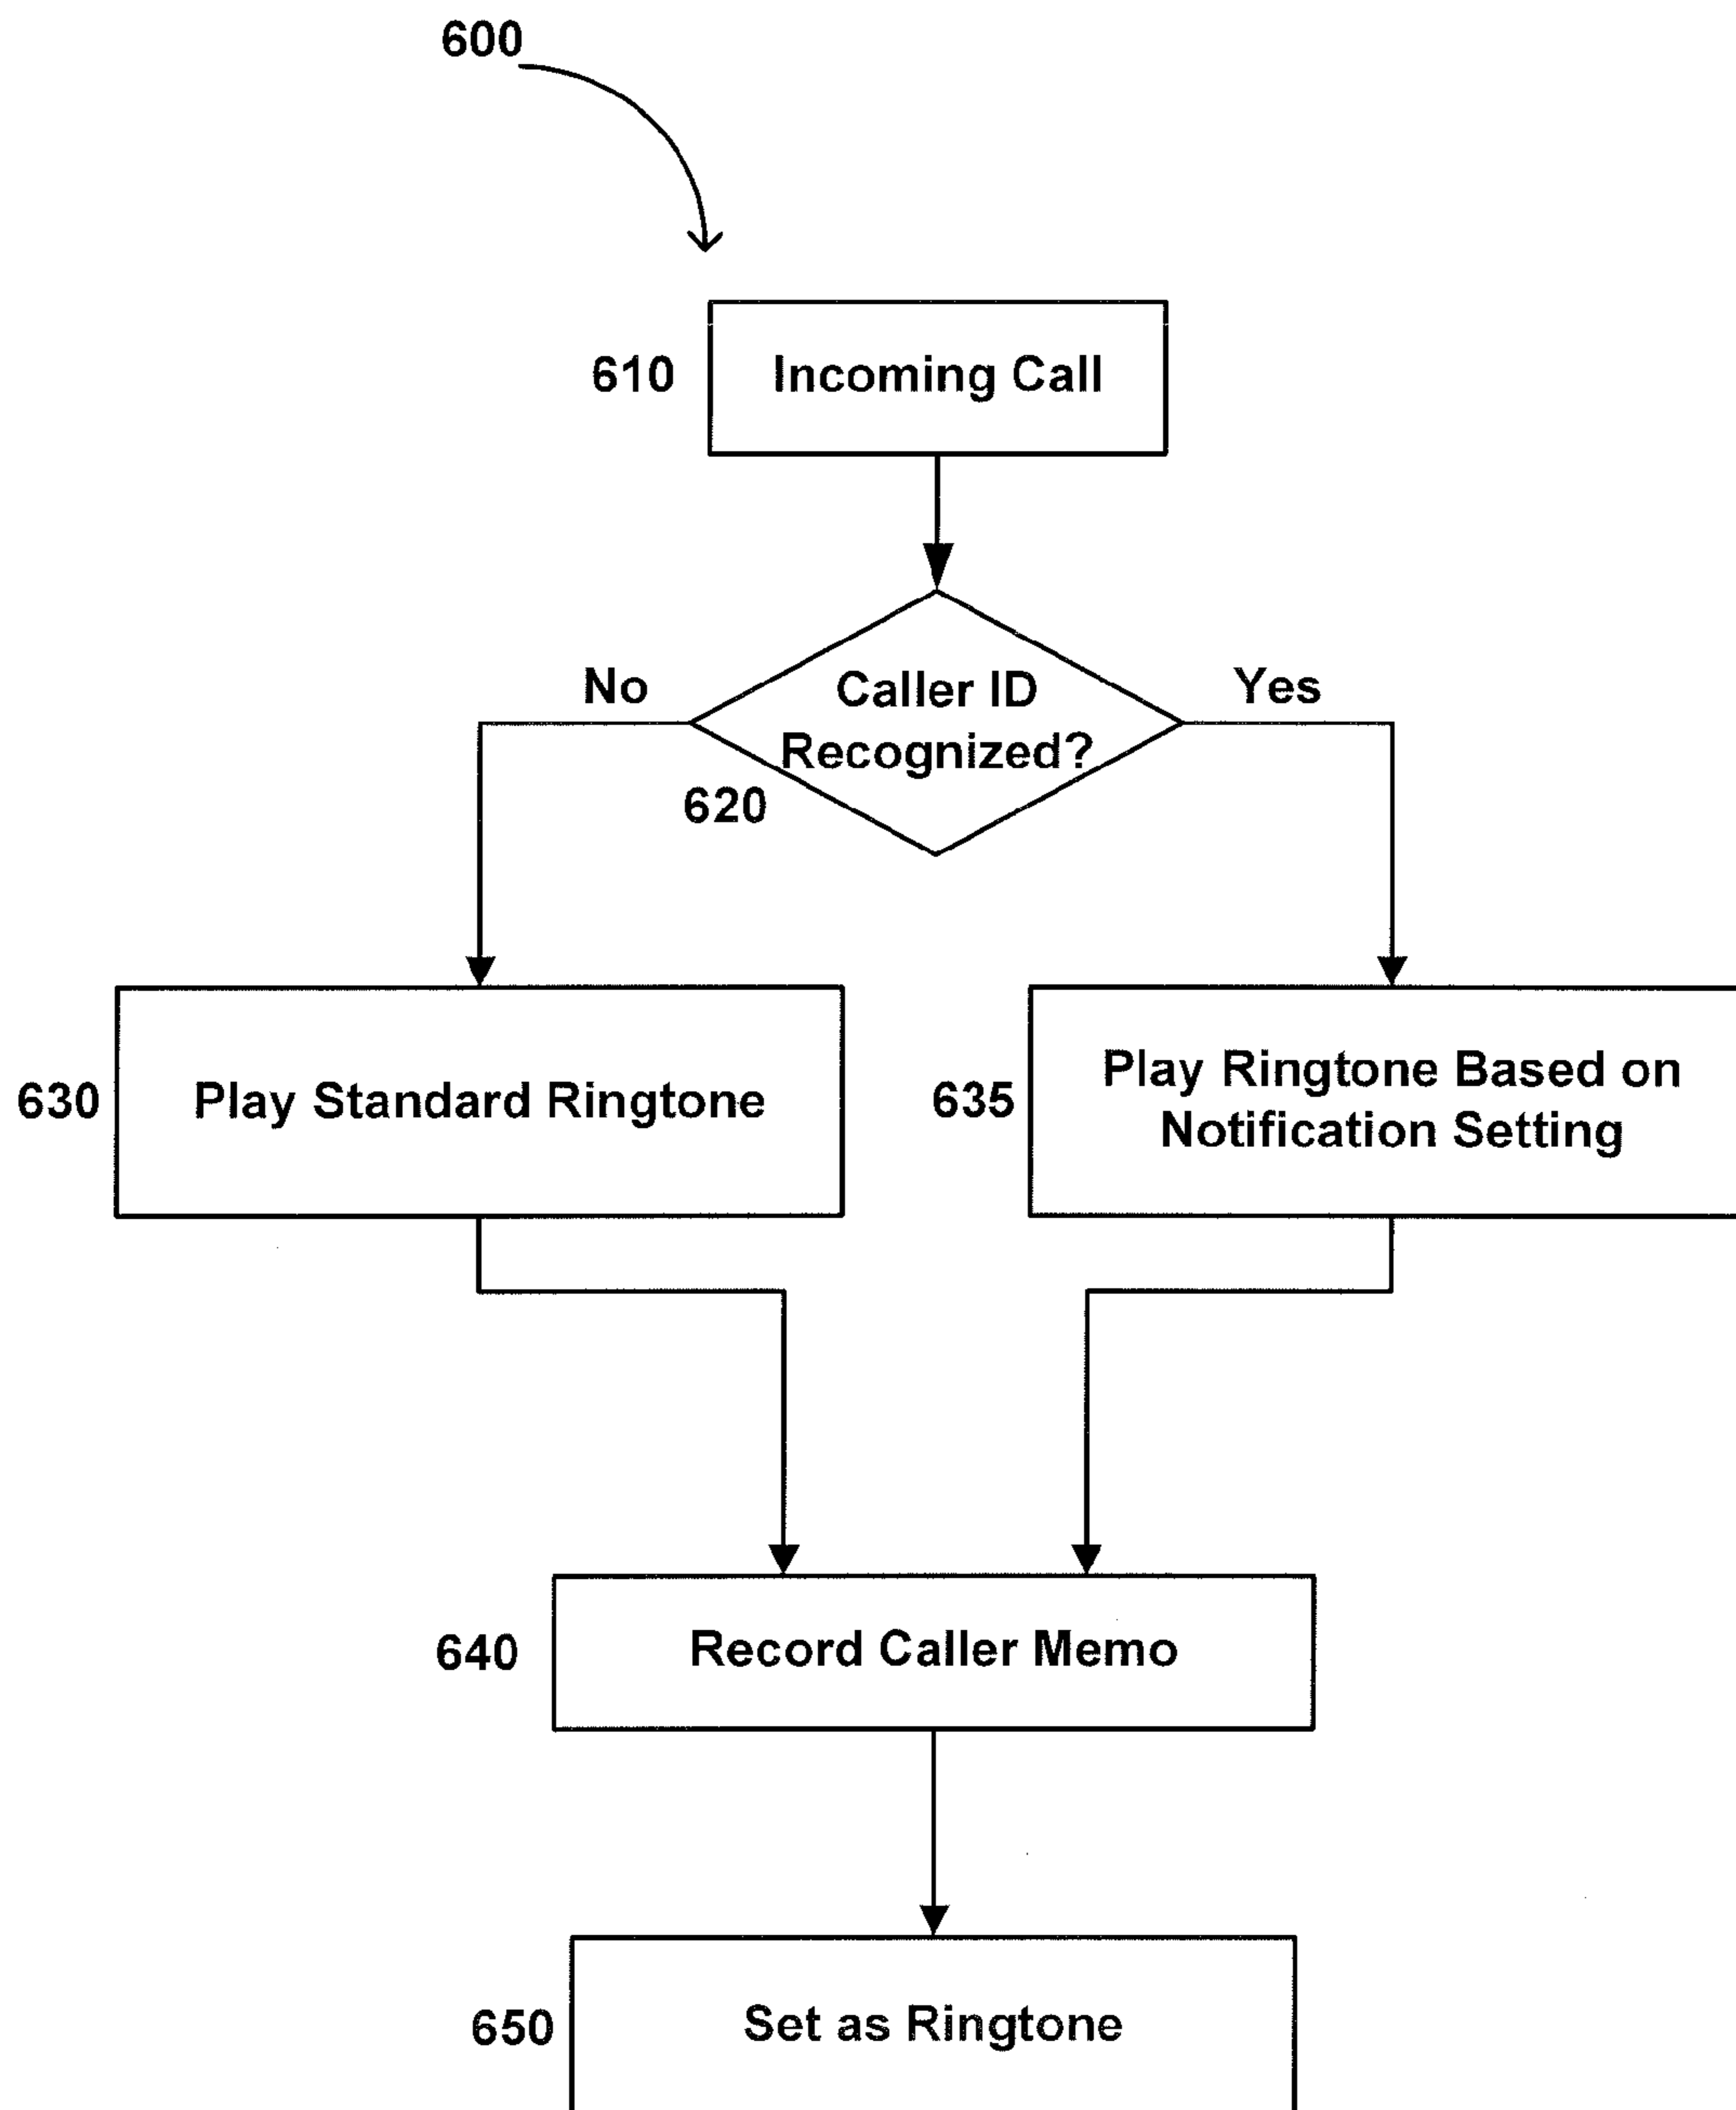 600
610
Incoming Call
No
Caller ID
Recognized?
Yes
620
630
Play Standard Ringtone
635
Play Ringtone Based on
Notification Setting
640
Record Caller Memo
650
Set as Ringtone